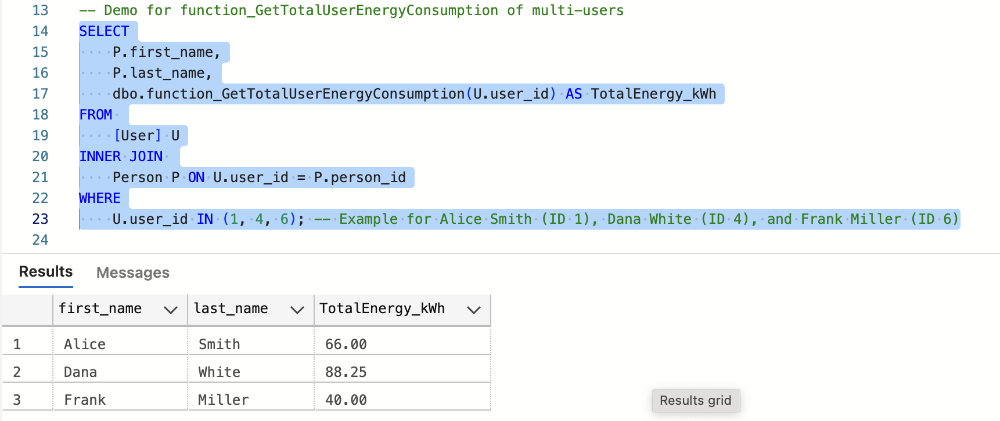 13 -- Demo for function_GetTotalUserEnergyConsumption of multi-users
14 SELECT
15 P.first_name,
16 P.last_name,
17 dbo.function_GetTotalUserEnergyConsumption(U.user_id) AS TotalEnergy_kWh
18 FROM
19 [User] U
20 INNER JOIN
21 Person P ON U.user_id = P.person_id
22 WHERE
23 U.user_id IN (1, 4, 6); -- Example for Alice Smith (ID 1), Dana White (ID 4), and Frank Miller (ID 6)
24
Results Messages
first_name last_name TotalEnergy_kWh
1 Alice Smith 66.00
2 Dana White 88.25
3 Frank Miller 40.00
Results grid